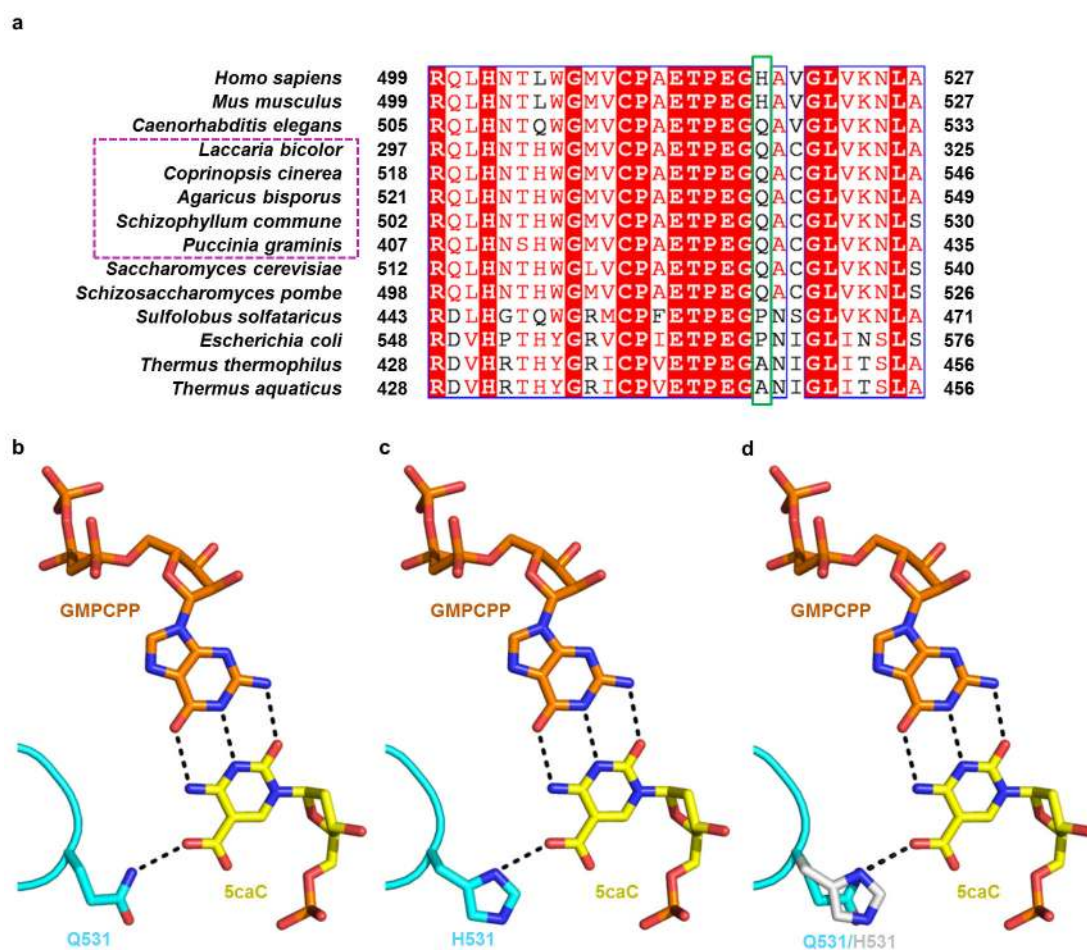 a
Homo sapiens 499 RQLHNTLWGMVCPAETPEGHAVGLVKNLA 527
Mus musculus 499 RQLHNTLWGMVCPAETPEGHAVGLVKNLA 527
Caenorhabditis elegans 505 RQLHNTQWGMVCPAETPEGQAVGLVKNLA 533
Laccaria bicolor 297 RQLHNTHWGMVCPAETPEGQACGLVKNLA 325
Coprinopsis cinerea 518 RQLHNTHWGMVCPAETPEGQACGLVKNLA 546
Agaricus bisporus 521 RQLHNTHWGMVCPAETPEGQACGLVKNLA 549
Schizophyllum commune 502 RQLHNTHWGMVCPAETPEGQACGLVKNLS 530
Puccinia graminis 407 RQLHNSHWGMVCPAETPEGQACGLVKNLA 435
Saccharomyces cerevisiae 512 RQLHNTHWGLVCPAETPEGQACGLVKNLS 540
Schizosaccharomyces pombe 498 RQLHNTHWGMVCPAETPEGQACGLVKNLS 526
Sulfolobus solfataricus 443 RDLHGTQWGRMCPFETPEGPNSGLVKNLA 471
Escherichia coli 548 RDVHPTHYGRVCPIETPEGPNIGLINSLS 576
Thermus thermophilus 428 RDVHRTHYGRICPVETPEGANIGLITSLA 456
Thermus aquaticus 428 RDVHRTHYGRICPVETPEGANIGLITSLA 456
b
GMPCPP
5caC
Q531
c
GMPCPP
5caC
H531
d
GMPCPP
5caC
Q531/H531